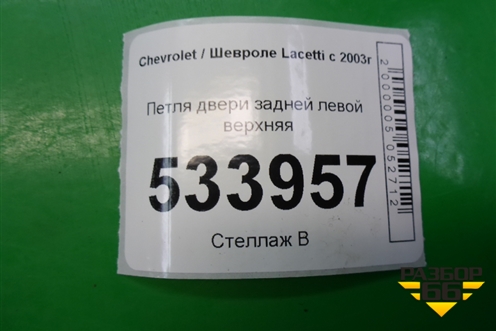 Chevrolet / Шевроле Lacetti с 2003г
Петля двери задней левой
верхняя
533957
Стеллаж В
2000005052712
РАЗБОР
66